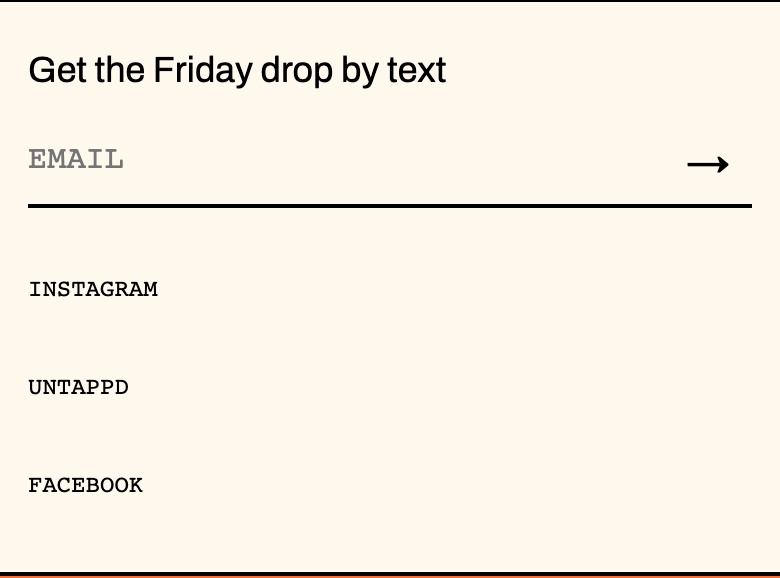 Get the Friday drop by text
EMAIL
→
INSTAGRAM
UNTAPPD
FACEBOOK